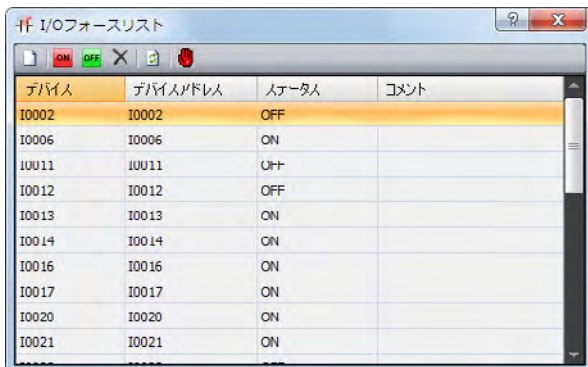 I/Oフォースリスト
ON OFF
デバイス デバイスアドレス ステータス コメント
I0002 I0002 OFF
I0006 I0006 ON
I0011 I0011 OFF
I0012 I0012 OFF
I0013 I0013 ON
I0014 I0014 ON
I0016 I0016 ON
I0017 I0017 ON
I0020 I0020 ON
I0021 I0021 ON